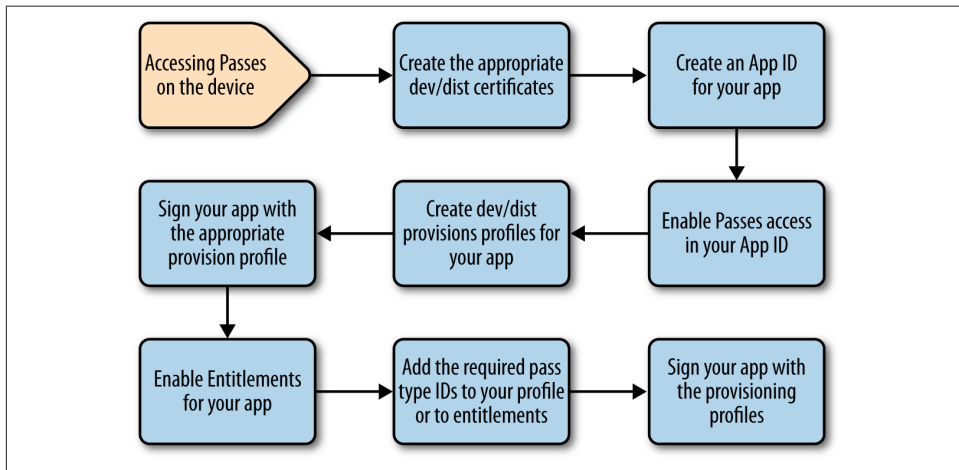 Accessing Passes
on the device
Create the appropriate
dev/dist certificates
Create an App ID
for your app
Enable Passes access
in your App ID
Create dev/dist
provisions profiles for
your app
Sign your app with
the appropriate
provision profile
Enable Entitlements
for your app
Add the required pass
type IDs to your profile
or to entitlements
Sign your app with
the provisioning
profiles